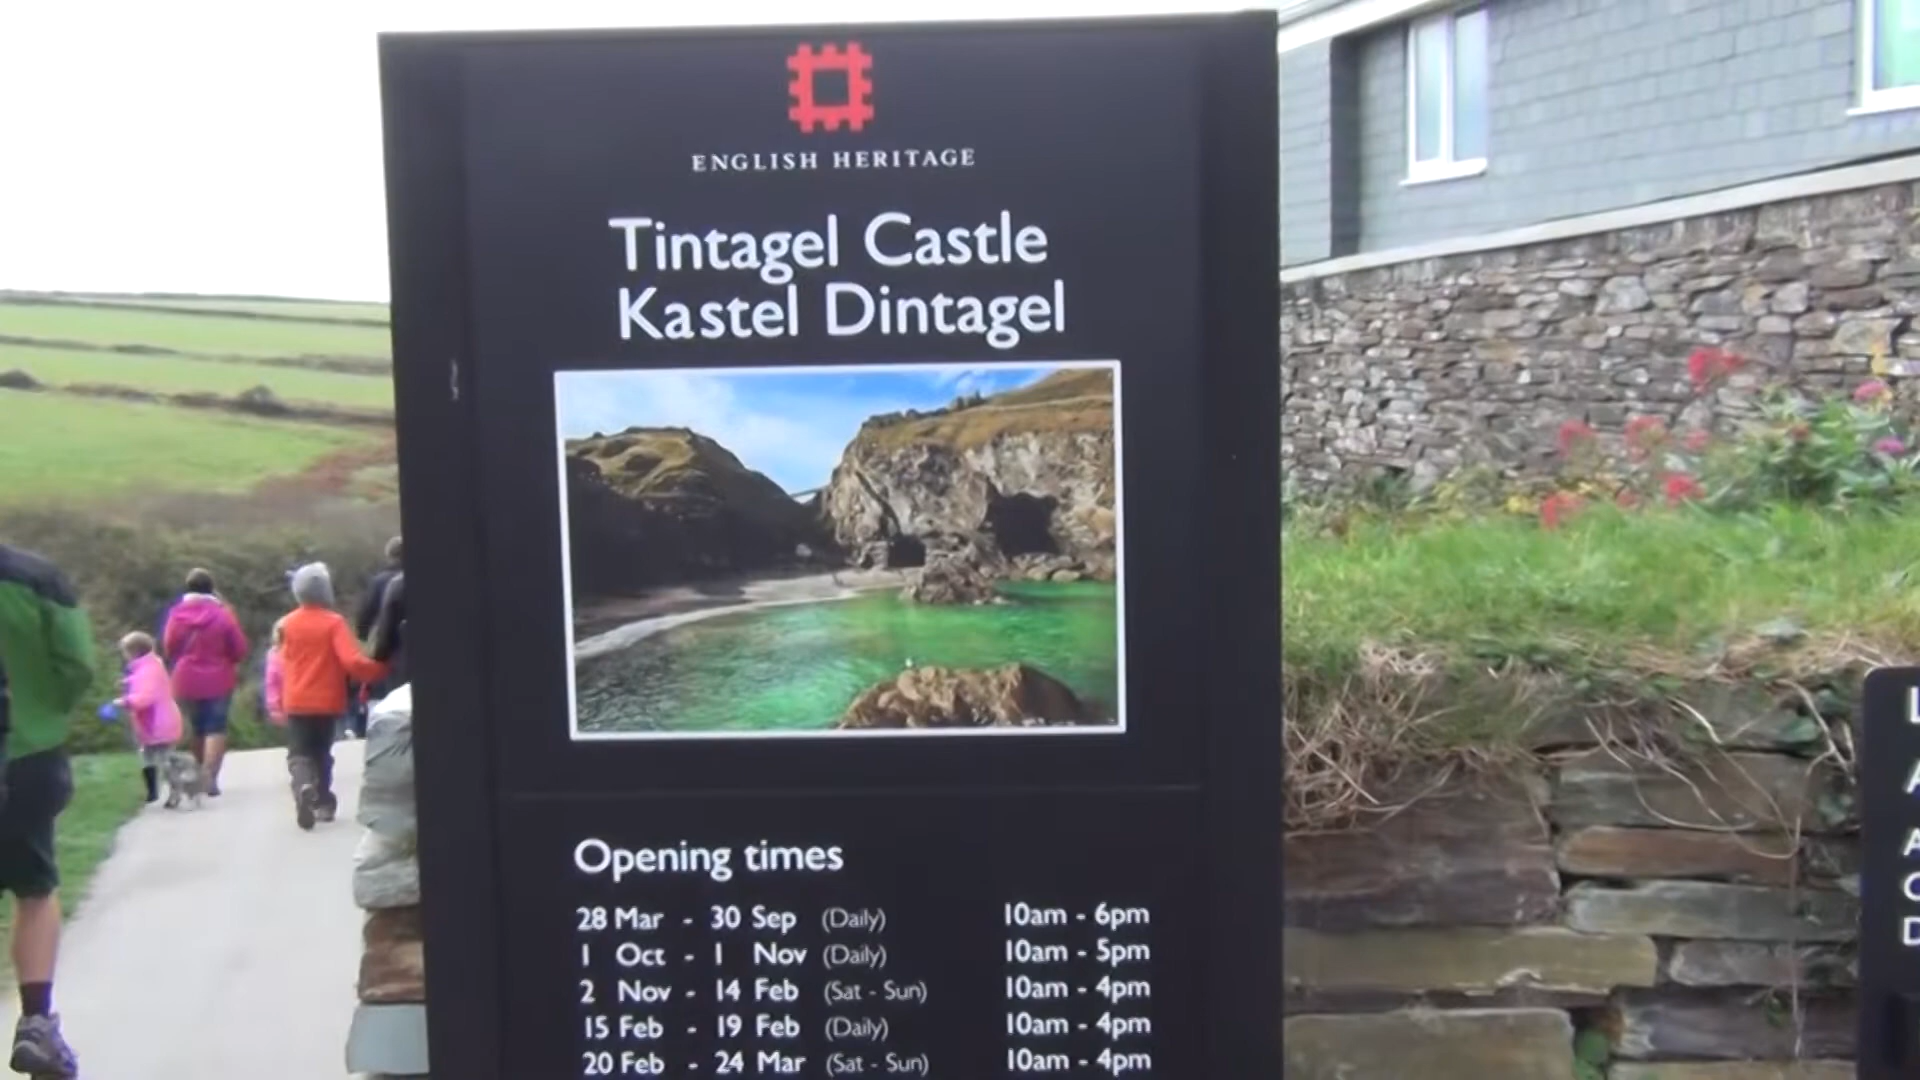 ENGLISH HERITAGE
Tintagel Castle
Kastel Dintagel
Opening times
28 Mar - 30 Sep (Daily) 10am - 6pm
1 Oct - 1 Nov (Daily) 10am - 5pm
2 Nov - 14 Feb (Sat - Sun) 10am - 4pm
15 Feb - 19 Feb (Daily) 10am - 4pm
20 Feb - 24 Mar (Sat - Sun) 10am - 4pm